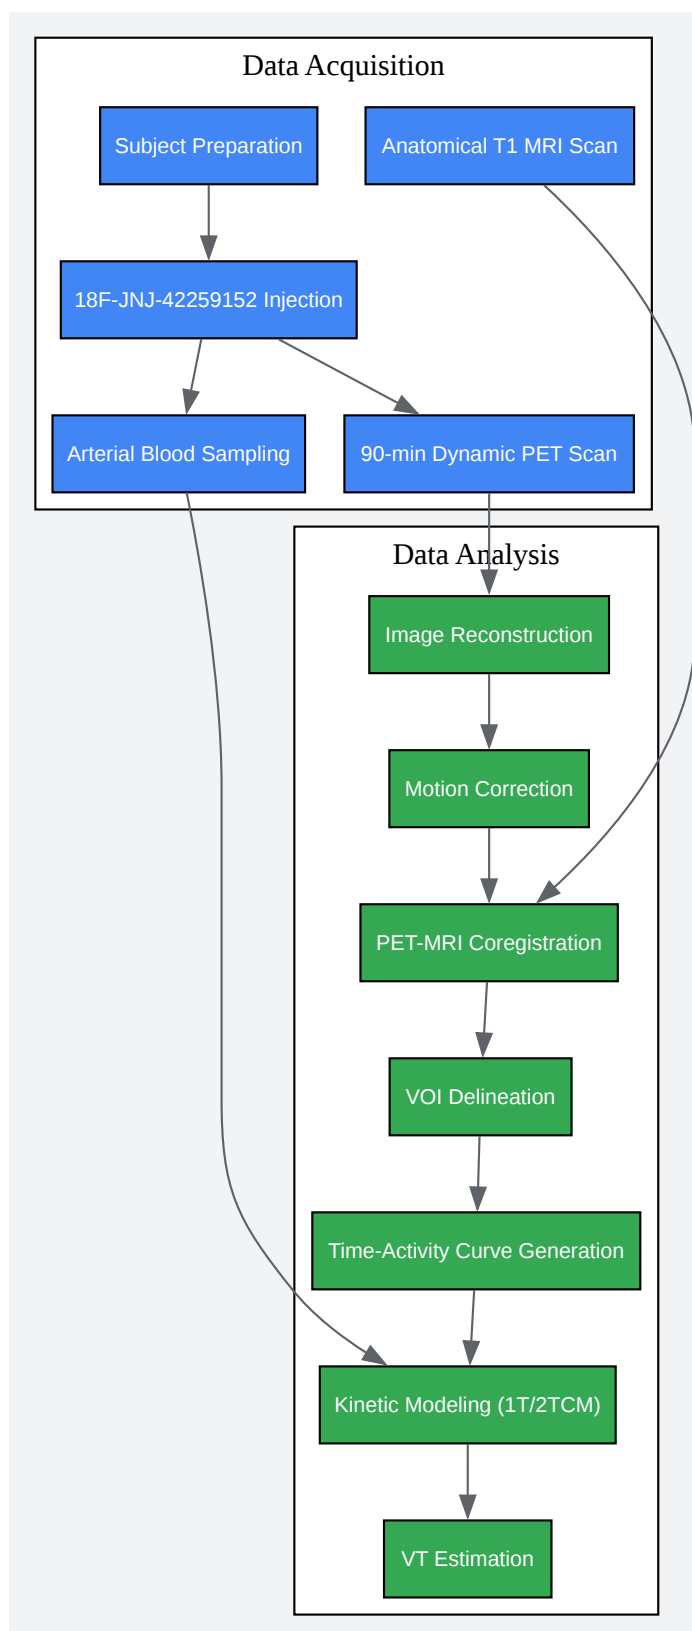 Data Acquisition
Subject Preparation
Anatomical T1 MRI Scan
18F-JNJ-42259152 Injection
Arterial Blood Sampling
90-min Dynamic PET Scan
Data Analysis
Image Reconstruction
Motion Correction
PET-MRI Coregistration
VOI Delineation
Time-Activity Curve Generation
Kinetic Modeling (1T/2TCM)
VT Estimation